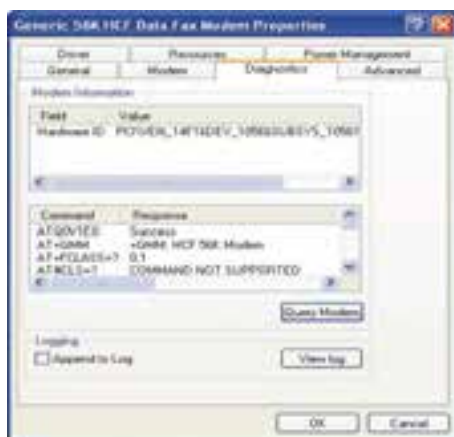 Generic 56K HCF Data Fax Modem Properties
Driver Resources Power Management
General Modem Diagnostics Advanced
Modem Information
Field Value
Hardware ID
Command Response
ATQ0V1E0 Success
AT+GMM +GMM: HCF 56K Modem
AT+FCLASS=? 0,1
AT#CLS=? COMMAND NOT SUPPORTED
Query Modem
Logging
Append to Log View log
OK Cancel